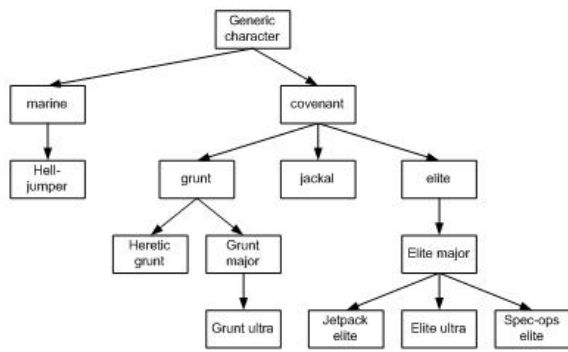 Generic
character
marine
covenant
Hell-
jumper
grunt
jackal
elite
Heretic
grunt
Grunt
major
Elite major
Grunt ultra
Jetpack
elite
Elite ultra
Spec-ops
elite